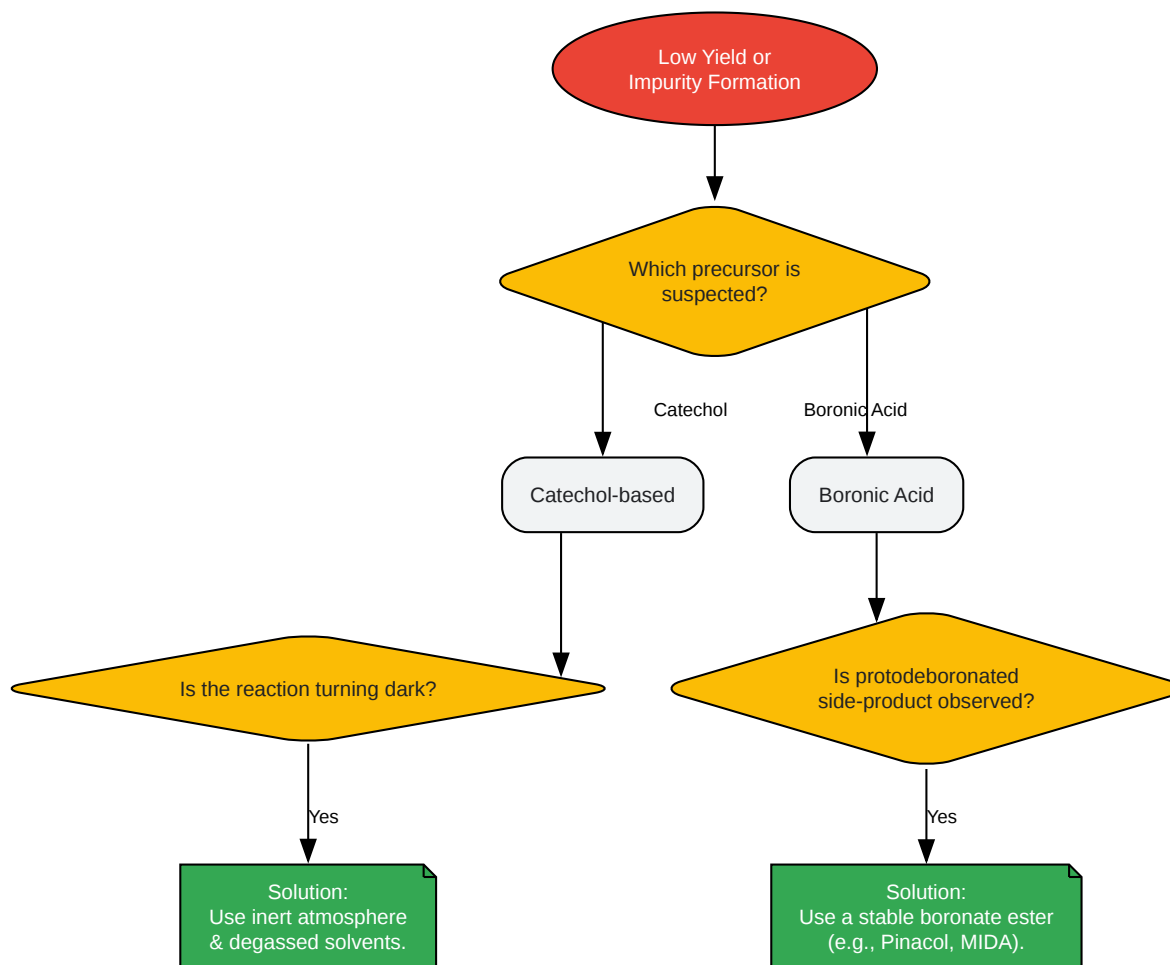 Low Yield or
Impurity Formation
Which precursor is
suspected?
Catechol
Boronic Acid
Catechol-based
Boronic Acid
Is the reaction turning dark?
Is protodeboronated
side-product observed?
Yes
Yes
Solution:
Use inert atmosphere
& degassed solvents.
Solution:
Use a stable boronate ester
(e.g., Pinacol, MIDA).